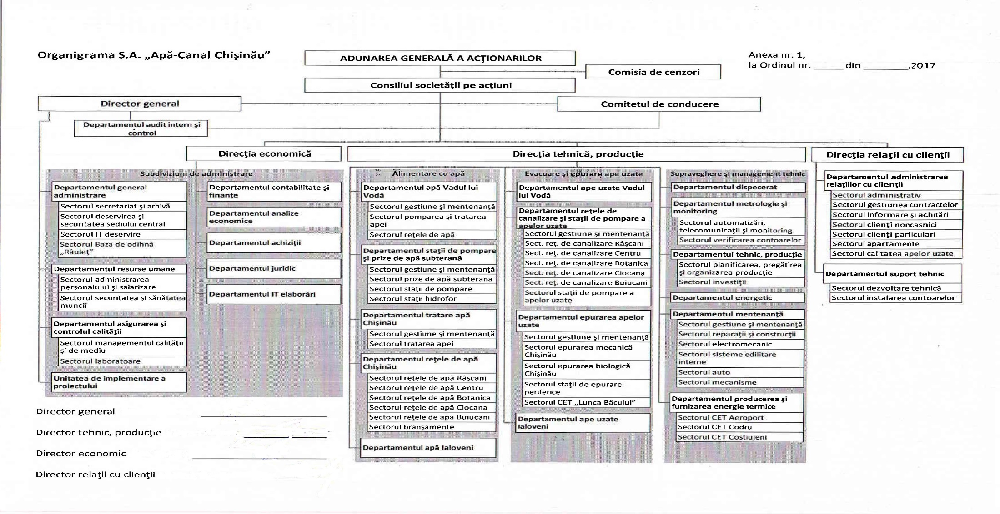 Organigrama S.A. „Apă-Canal Chişinău”
ADUNAREA GENERALĂ A ACŢIONARILOR
Anexa nr. 1,
la Ordinul nr. ______ din _________.2017
Comisia de cenzori
Consiliul societăţii pe acţiuni
Director general
Comitetul de conducere
Departamentul audit intern şi
control
Direcţia economică
Direcţia tehnică, producţie
Direcţia relaţii cu clienţii
Subdiviziuni de administrare
Departamentul general
administrare
Sectorul secretariat şi arhivă
Sectorul deservirea şi
securitatea sediului central
Sectorul IT deservire
Sectorul Baza de odihnă
„Râuleţ”
Departamentul resurse umane
Sectorul administrarea
personalului şi salarizare
Sectorul securitatea şi sănătatea
muncii
Departamentul asigurarea şi
controlul calităţii
Sectorul managementul calităţii
şi de mediu
Sectorul laboratoare
Unitatea de implementare a
proiectului
Departamentul contabilitate şi
finanţe
Departamentul analize
economice
Departamentul achiziţii
Departamentul juridic
Departamentul IT elaborări
Alimentare cu apă
Departamentul apă Vadul lui
Vodă
Sectorul gestiune şi mentenanţă
Sectorul pomparea şi tratarea
apei
Sectorul reţele de apă
Departamentul staţii de pompare
şi prize de apă subterană
Sectorul gestiune şi mentenanţă
Sectorul prize de apă subterană
Sectorul staţii de pompare
Sectorul staţii hidrofor
Departamentul tratare apă
Chişinău
Sectorul gestiune şi mentenanţă
Sectorul tratarea apei
Departamentul reţele de apă
Chişinău
Sectorul reţele de apă Râşcani
Sectorul reţele de apă Centru
Sectorul reţele de apă Botanica
Sectorul reţele de apă Ciocana
Sectorul reţele de apă Buiucani
Sectorul branşamente
Departamentul apă Ialoveni
Evacuare şi epurare ape uzate
Departamentul ape uzate Vadul
lui Vodă
Departamentul reţele de
canalizare şi staţii de pompare a
apelor uzate
Sectorul gestiune şi mentenanţă
Sect. reţ. de canalizare Râşcani
Sect. reţ. de canalizare Centru
Sect. reţ. de canalizare Botanica
Sect. reţ. de canalizare Ciocana
Sect. reţ. de canalizare Buiucani
Sectorul staţii de pompare a
apelor uzate
Departamentul epurarea apelor
uzate
Sectorul gestiune şi mentenanţă
Sectorul epurarea mecanică
Chişinău
Sectorul epurarea biologică
Chişinău
Sectorul staţii de epurare
periferice
Sectorul CET „Lunca Bâcului”
Departamentul ape uzate
Ialoveni
Supraveghere şi management tehnic
Departamentul dispecerat
Departamentul metrologie şi
monitoring
Sectorul automatizări,
telecomunicaţii şi monitoring
Sectorul verificarea contoarelor
Departamentul tehnic, producţie
Sectorul planificarea, pregătirea
şi organizarea producţie
Sectorul investiţii
Departamentul energetic
Departamentul mentenanţă
Sectorul gestiune şi mentenanţă
Sectorul reparaţii şi construcţii
Sectorul electromecanic
Sectorul sisteme edilitare
interne
Sectorul auto
Sectorul mecanisme
Departamentul producerea şi
furnizarea energie termice
Sectorul CET Aeroport
Sectorul CET Codru
Sectorul CET Costiujeni
Departamentul administrarea
relaţiilor cu clienţii
Sectorul administrativ
Sectorul gestiunea contractelor
Sectorul informare şi achitări
Sectorul clienţi noncasnici
Sectorul clienţi particulari
Sectorul apartamente
Sectorul calitatea apelor uzate
Departamentul suport tehnic
Sectorul dezvoltare tehnică
Sectorul instalarea contoarelor
Director general
Director tehnic, producţie
Director economic
Director relaţii cu clienţii